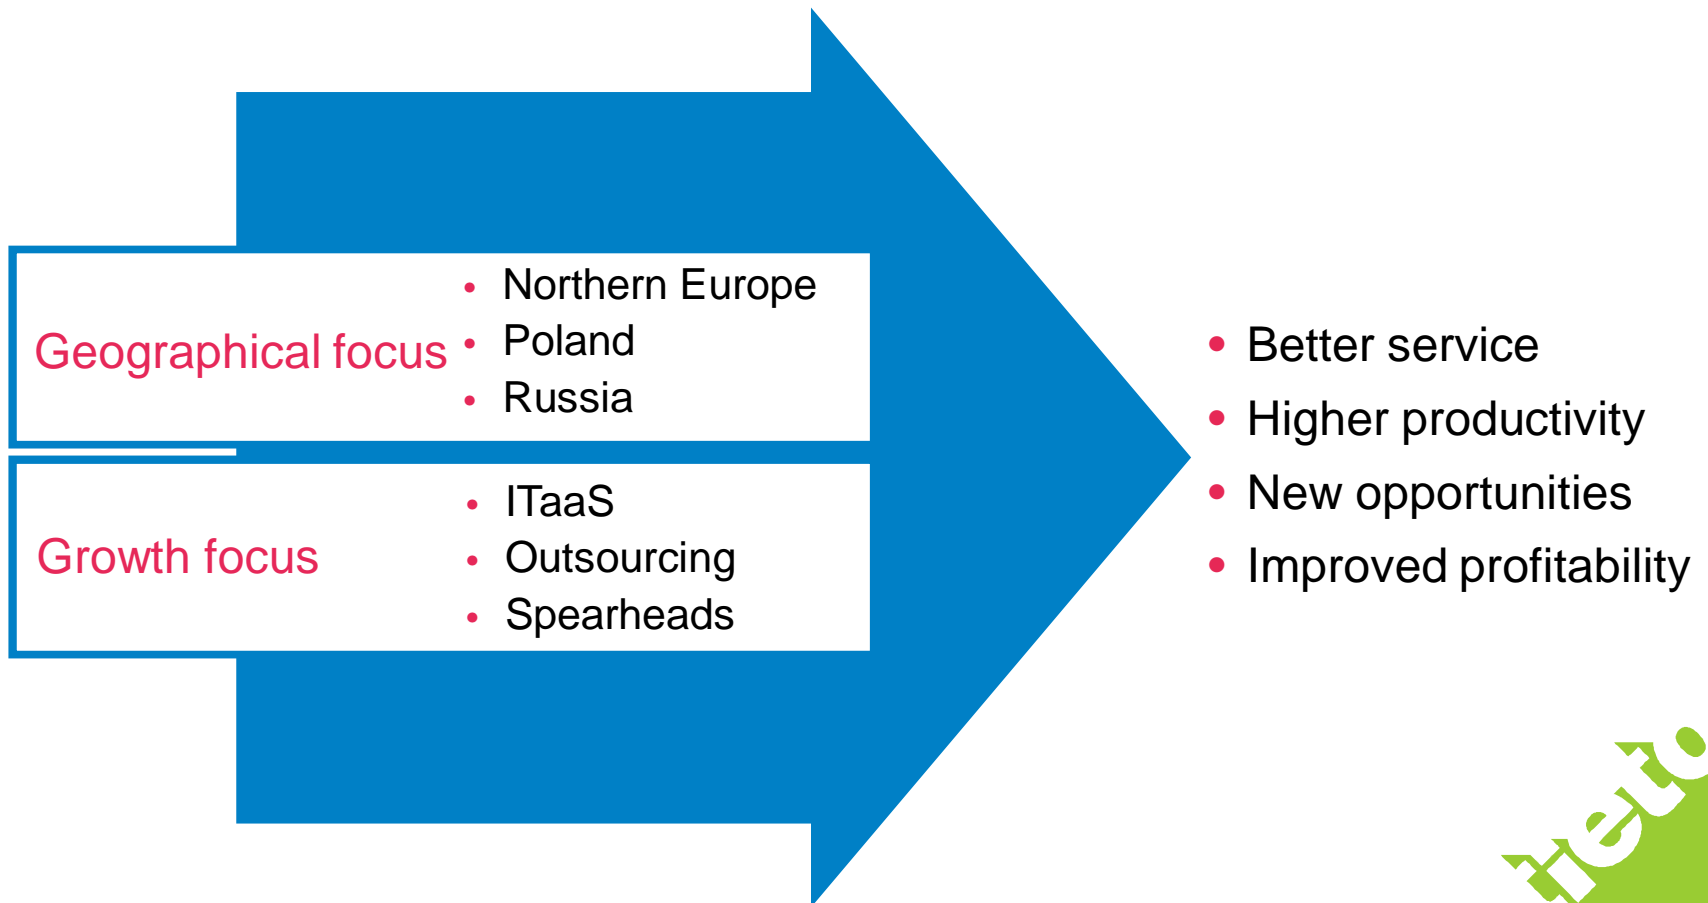 Geographical focus
• Northern Europe
• Poland
• Russia
Growth focus
• ITaaS
• Outsourcing
• Spearheads
• Better service
• Higher productivity
• New opportunities
• Improved profitability
tieto